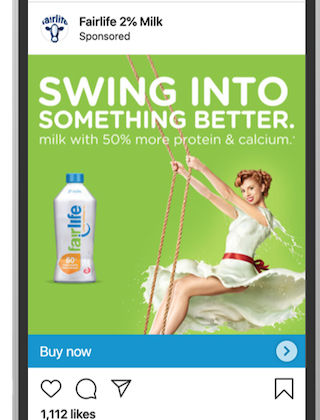 fairlife
Fairlife 2% Milk
Sponsored
SWING INTO
SOMETHING BETTER.
milk with 50% more protein & calcium.*
fairlife
50%
Buy now
1,112 likes